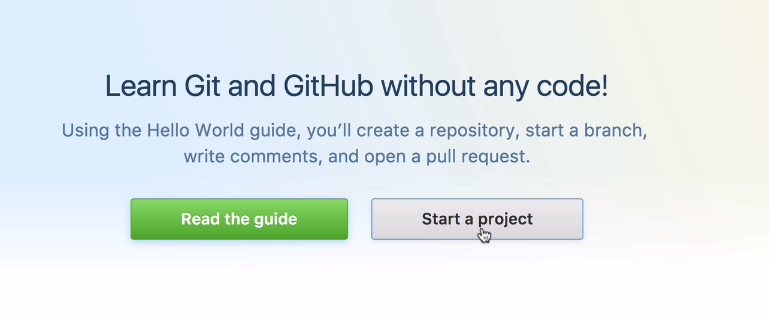 Learn Git and GitHub without any code!
Using the Hello World guide, you’ll create a repository, start a branch,
write comments, and open a pull request.
Read the guide
Start a project